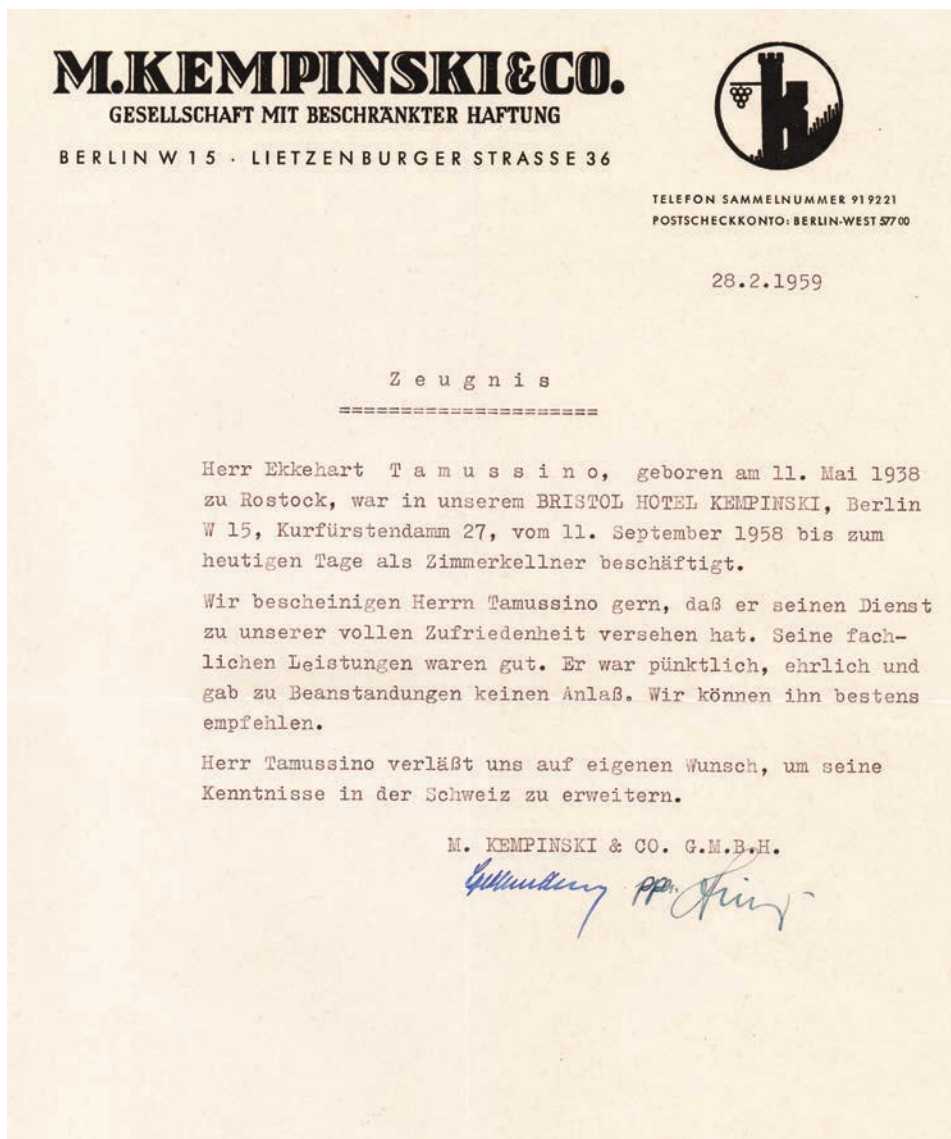 M. KEMPINSKI & CO.
GESELLSCHAFT MIT BESCHRÄNKTER HAFTUNG
BERLIN W 15 · LIETZENBURGER STRASSE 36
TELEFON SAMMELNUMMER 91 9221
POSTSCHECKKONTO: BERLIN-WEST 577 00
28.2.1959
Z e u g n i s
=====================
Herr Ekkehart T a m u s s i n o, geboren am 11. Mai 1938
zu Rostock, war in unserem BRISTOL HOTEL KEMPINSKI, Berlin
W 15, Kurfürstendamm 27, vom 11. September 1958 bis zum
heutigen Tage als Zimmerkellner beschäftigt.
Wir bescheinigen Herrn Tamussino gern, daß er seinen Dienst
zu unserer vollen Zufriedenheit versehen hat. Seine fach-
lichen Leistungen waren gut. Er war pünktlich, ehrlich und
gab zu Beanstandungen keinen Anlaß. Wir können ihn bestens
empfehlen.
Herr Tamussino verläßt uns auf eigenen Wunsch, um seine
Kenntnisse in der Schweiz zu erweitern.
M. KEMPINSKI & CO. G.M.B.H.
ppa.